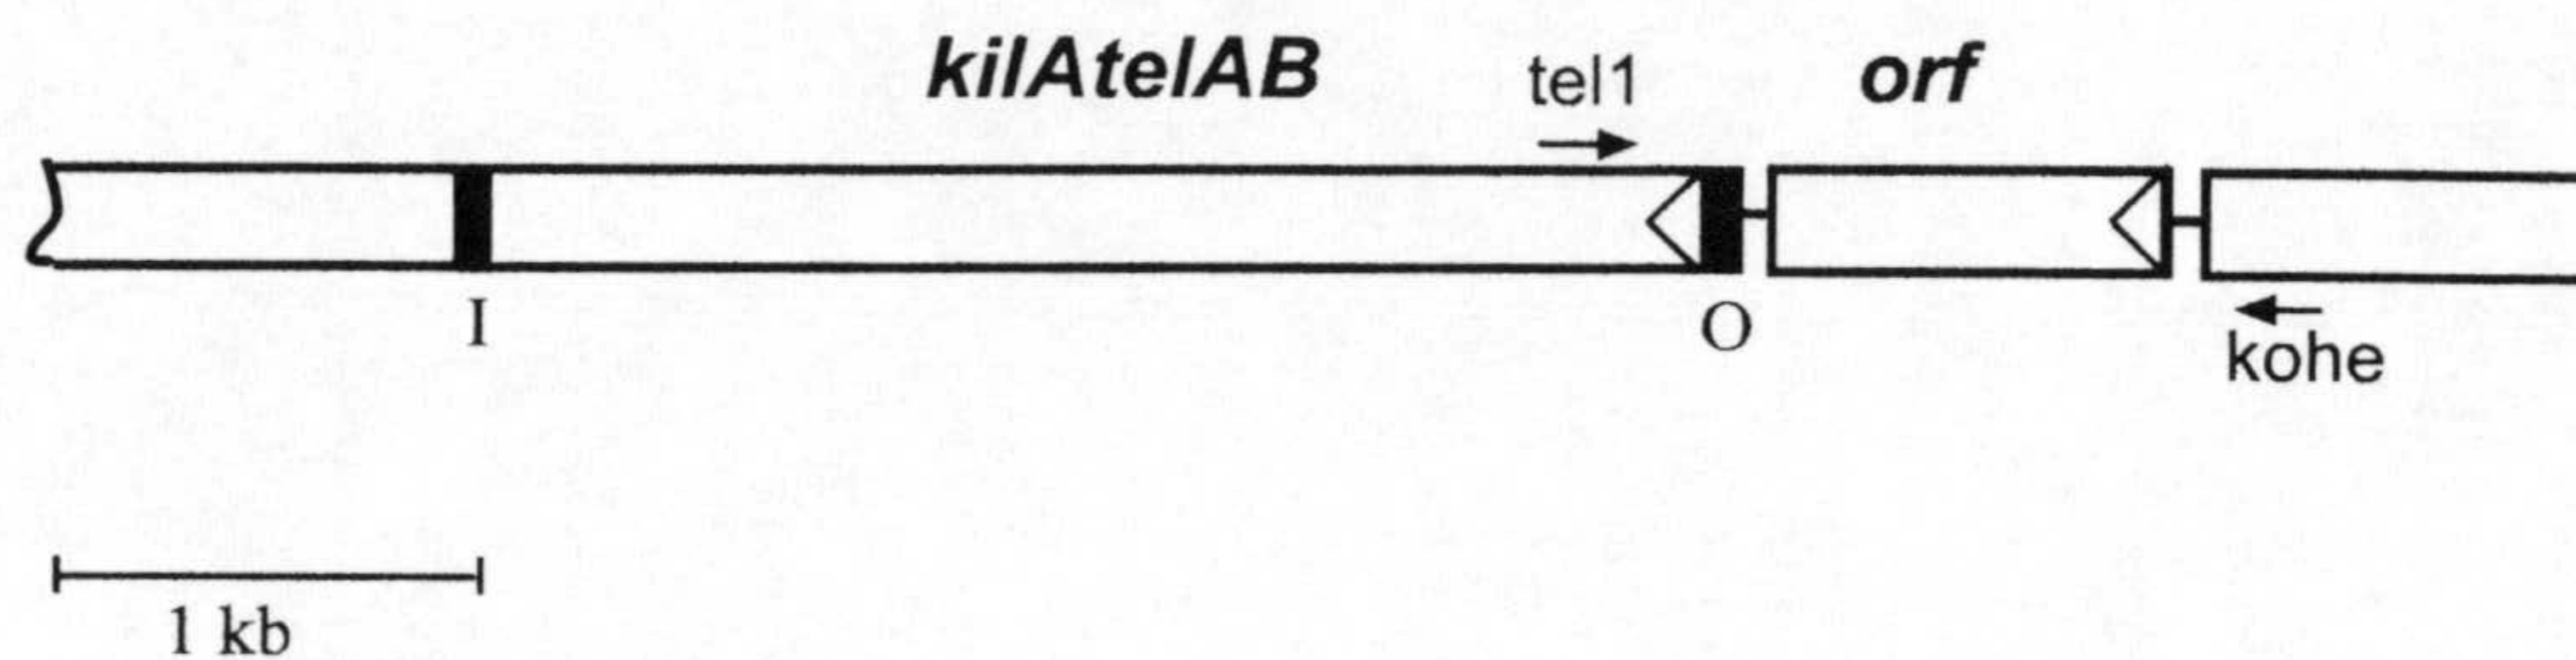 kilAtelAB
tel1
orf
I
O
kohe
1 kb